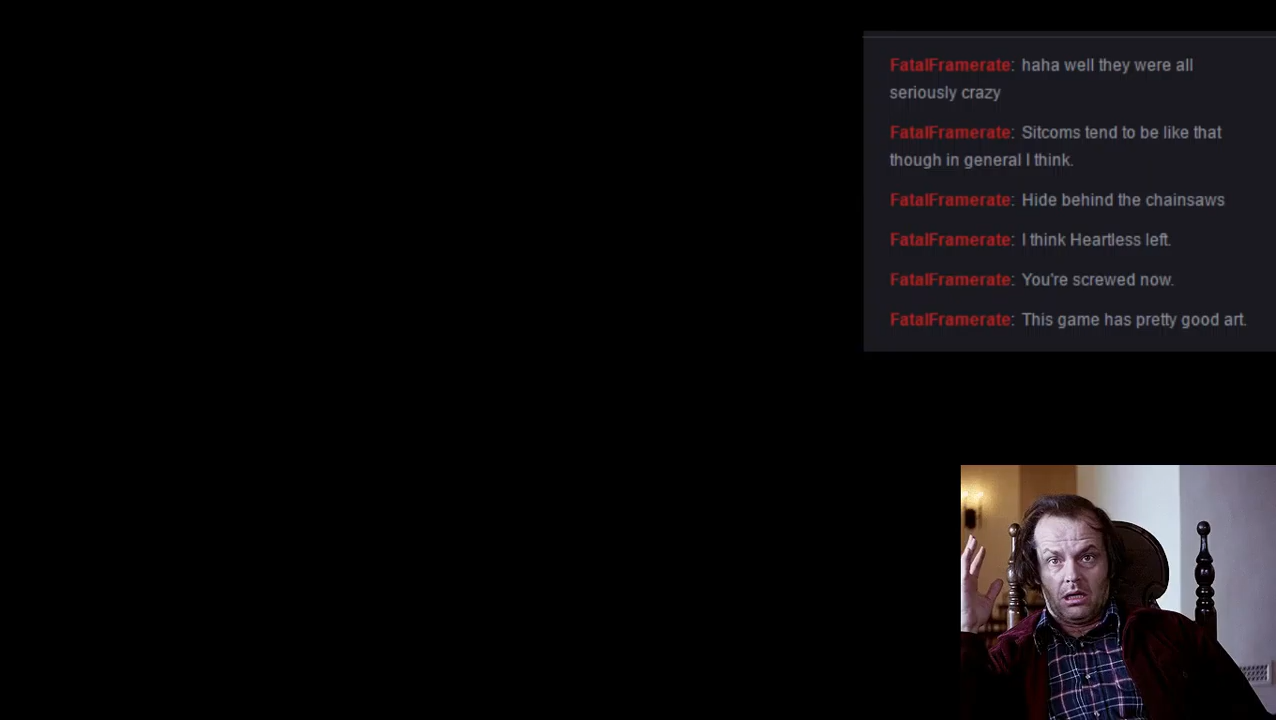 FatalFramerate: haha well they were all
seriously crazy
FatalFramerate: Sitcoms tend to be like that
though in general I think.
FatalFramerate: Hide behind the chainsaws
FatalFramerate: I think Heartless left.
FatalFramerate: You're screwed now.
FatalFramerate: This game has pretty good art.